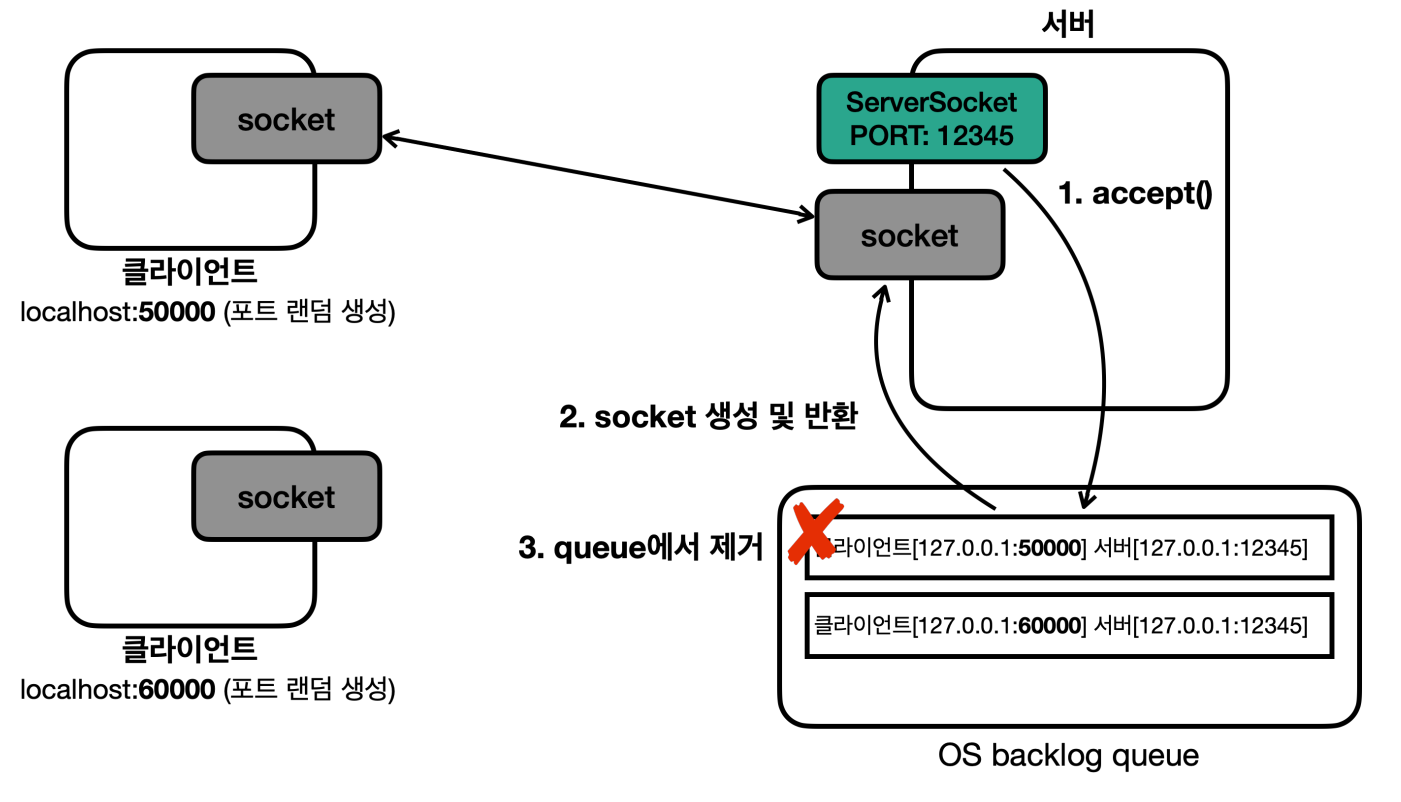 서버
socket
ServerSocket
PORT: 12345
1. accept()
socket
클라이언트
localhost:50000 (포트 랜덤 생성)
2. socket 생성 및 반환
socket
3. queue에서 제거
라이언트[127.0.0.1:50000] 서버[127.0.0.1:12345]
클라이언트[127.0.0.1:60000] 서버[127.0.0.1:12345]
클라이언트
localhost:60000 (포트 랜덤 생성)
OS backlog queue